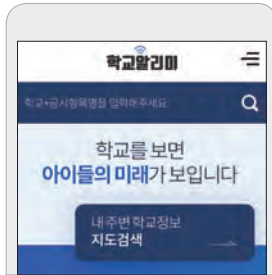 학교알리미
학교+공시항목명을 입력해주세요
학교를 보면
아이들의 미래가 보입니다
내 주변 학교정보
지도검색